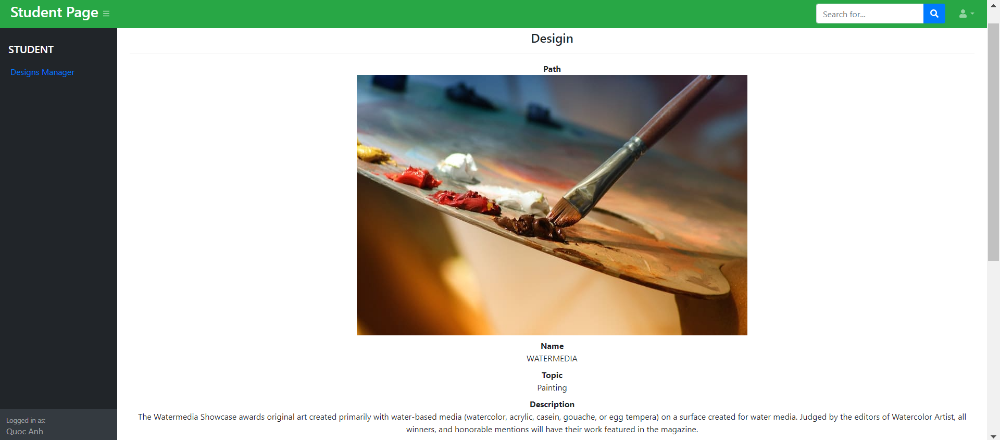 Student Page
Search for...
STUDENT
Designs Manager
Desigin
Path
Name
WATERMEDIA
Topic
Painting
Description
The Watermedia Showcase awards original art created primarily with water-based media (watercolor, acrylic, casein, gouache, or egg tempera) on a surface created for water media. Judged by the editors of Watercolor Artist, all
winners, and honorable mentions will have their work featured in the magazine.
Logged in as:
Quoc Anh